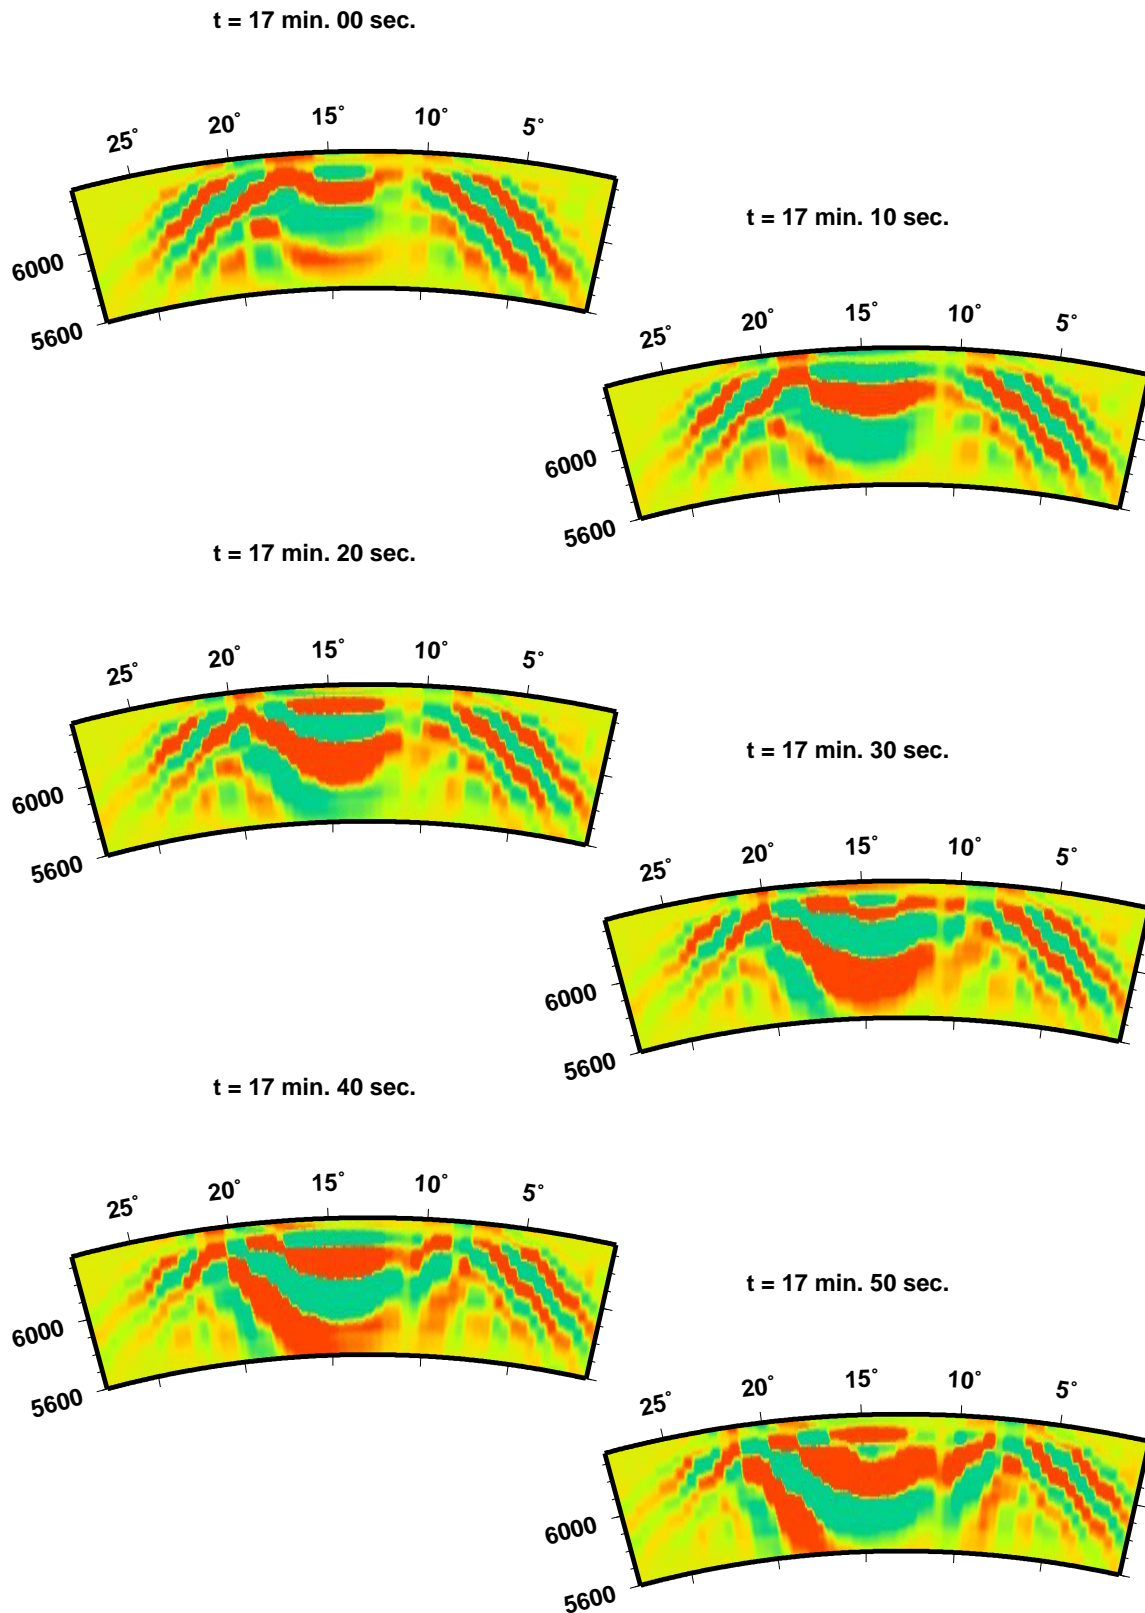 t = 17 min. 00 sec.
25° 20° 15° 10° 5°
6000
5600
t = 17 min. 10 sec.
25° 20° 15° 10° 5°
6000
5600
t = 17 min. 20 sec.
25° 20° 15° 10° 5°
6000
5600
t = 17 min. 30 sec.
25° 20° 15° 10° 5°
6000
5600
t = 17 min. 40 sec.
25° 20° 15° 10° 5°
6000
5600
t = 17 min. 50 sec.
25° 20° 15° 10° 5°
6000
5600